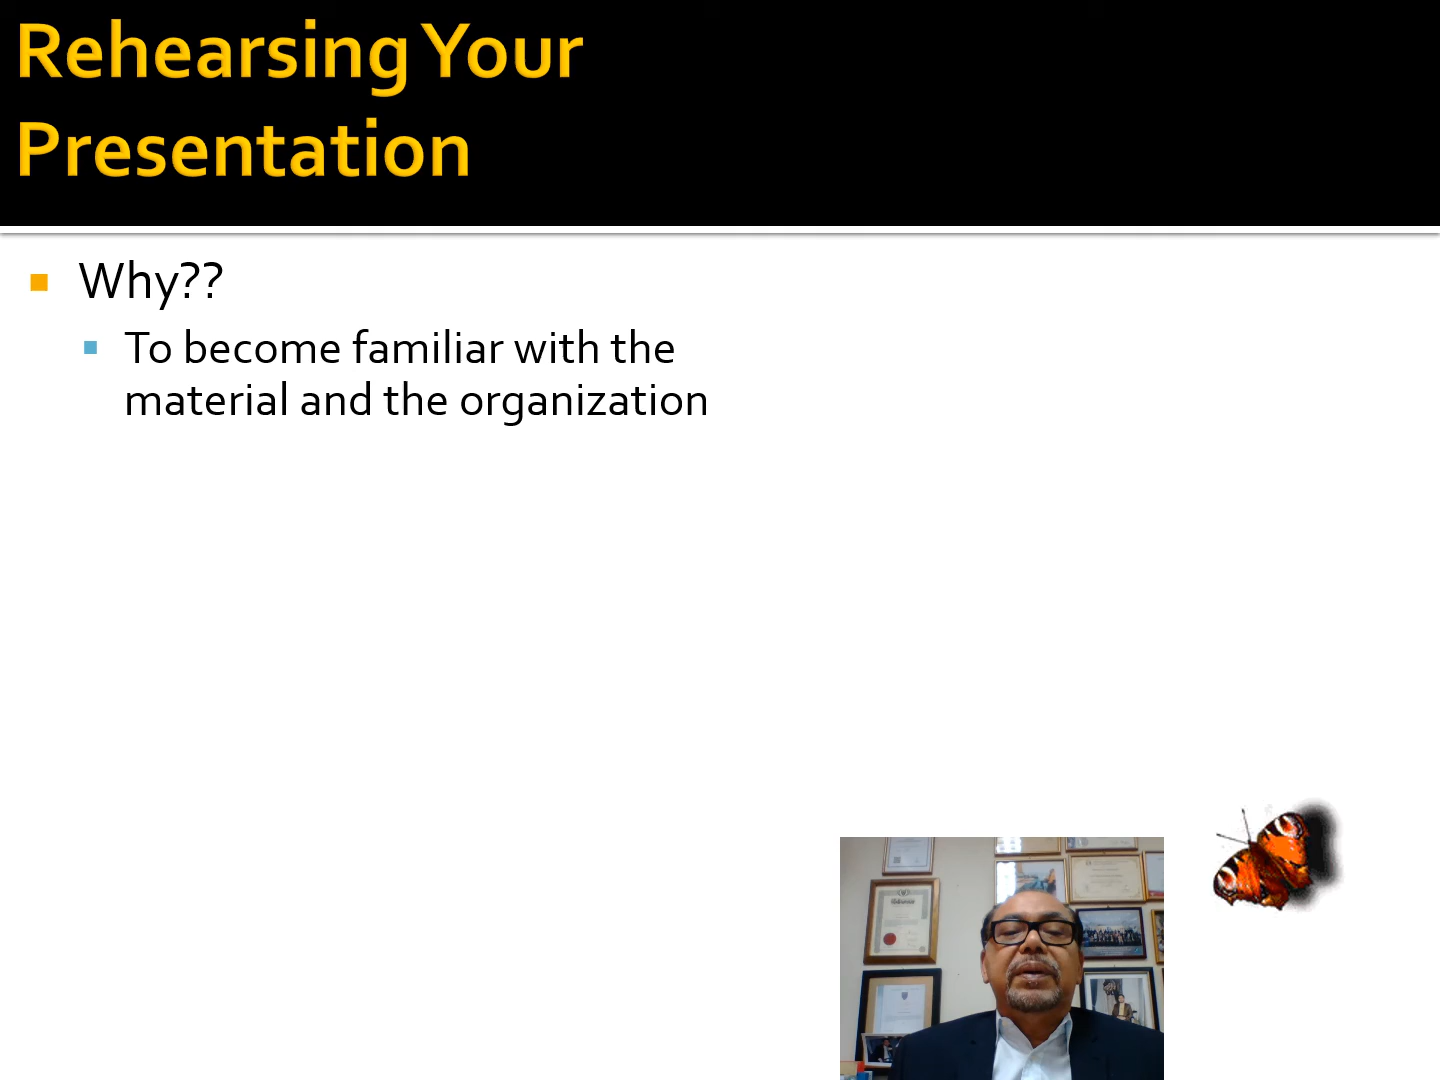 Rehearsing Your
Presentation
Why??
To become familiar with the
material and the organization